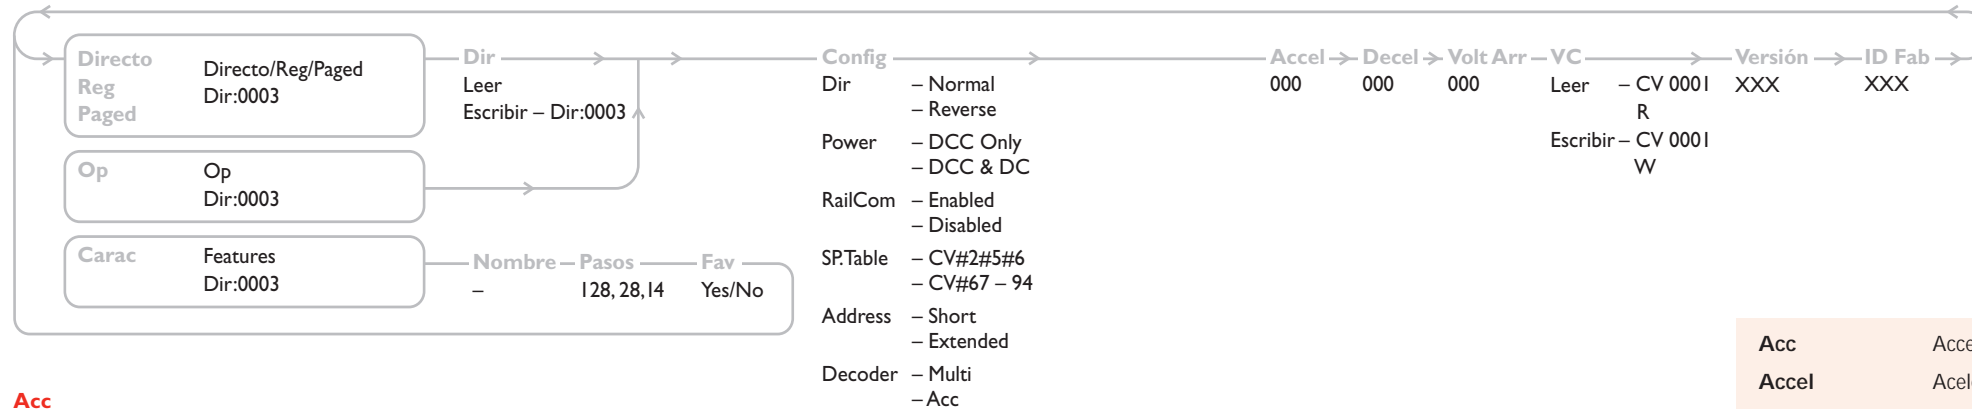 Directo
Reg
Paged
Directo/Reg/Paged
Dir:0003
Dir
Leer
Escribir – Dir:0003
Op
Op
Dir:0003
Carac
Features
Dir:0003
Nombre
–
Pasos
128, 28,14
Fav
Yes/No
Config
Dir – Normal
– Reverse
Power – DCC Only
– DCC & DC
RailCom – Enabled
– Disabled
SP.Table – CV#2#5#6
– CV#67 – 94
Address – Short
– Extended
Decoder – Multi
– Acc
Accel
000
Decel
000
Volt Arr
000
VC
Leer – CV 0001
R
Escribir – CV 0001
W
Versión
XXX
ID Fab
XXX
Acc
Acc
Accel